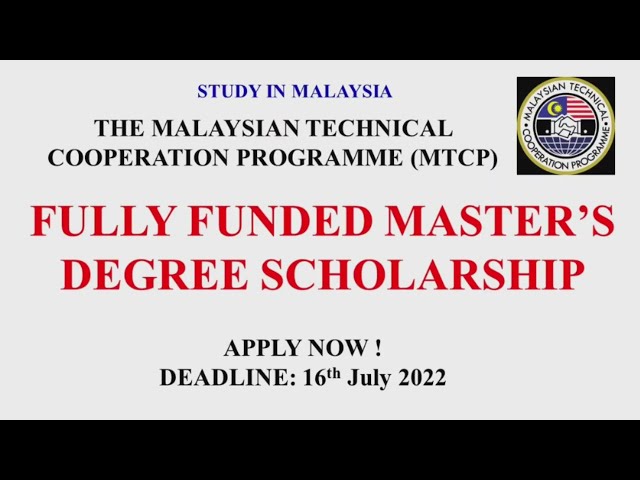 STUDY IN MALAYSIA
THE MALAYSIAN TECHNICAL
COOPERATION PROGRAMME (MTCP)
MALAYSIAN TECHNICAL
COOPERATION PROGRAMME
FULLY FUNDED MASTER’S
DEGREE SCHOLARSHIP
APPLY NOW !
DEADLINE: 16th July 2022